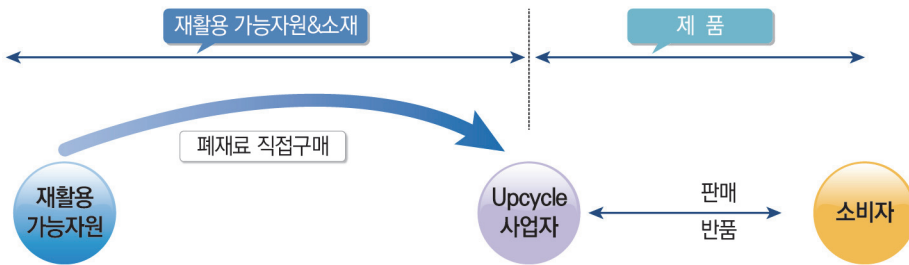 재활용 가능자원&소재
제 품
폐재료 직접구매
재활용
가능자원
Upcycle
사업자
판매
반품
소비자